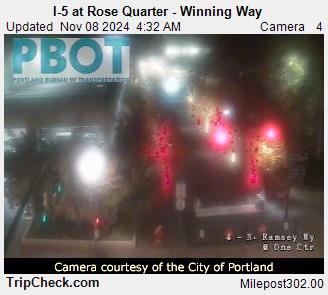 I-5 at Rose Quarter - Winning Way
Updated Nov 08 2024 4:32 AM Camera 4
PBOT
PORTLAND BUREAU OF TRANSPORTATION
4 - N. Ramsey Wy
@ One Ctr
Camera courtesy of the City of Portland
TripCheck.com Milepost302.00